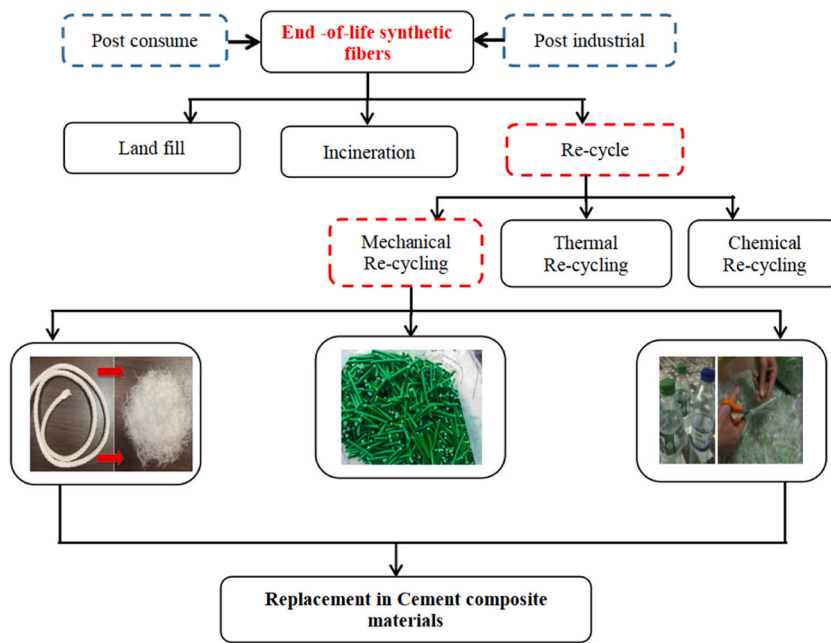 Post consume
End -of-life synthetic
fibers
Post industrial
Land fill
Incineration
Re-cycle
Mechanical
Re-cycling
Thermal
Re-cycling
Chemical
Re-cycling
Replacement in Cement composite
materials